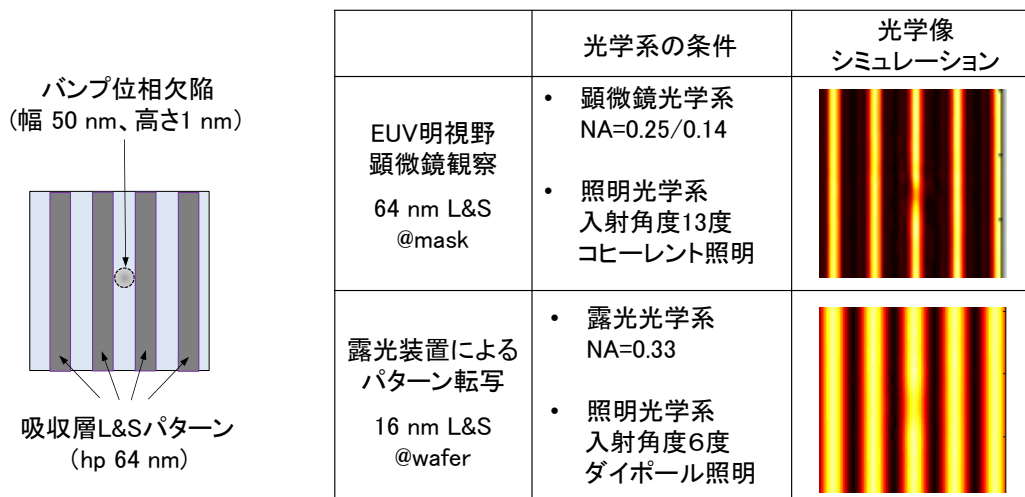 バンプ位相欠陥
(幅 50 nm、高さ1 nm)
吸収層L&Sパターン
(hp 64 nm)
光学系の条件
光学像
シミュレーション
EUV明視野
顕微鏡観察
64 nm L&S
@mask
• 顕微鏡光学系
NA=0.25/0.14
• 照明光学系
入射角度13度
コヒーレント照明
露光装置による
パターン転写
16 nm L&S
@wafer
• 露光光学系
NA=0.33
• 照明光学系
入射角度6度
ダイポール照明